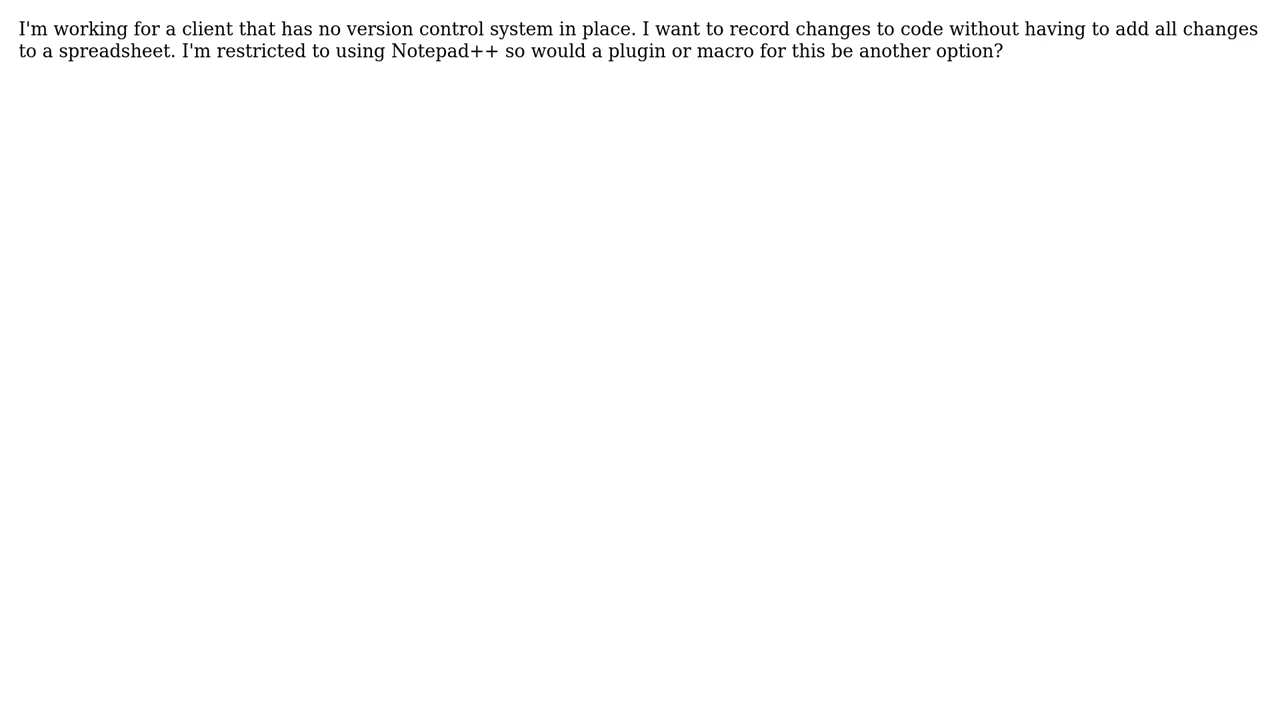 I'm working for a client that has no version control system in place. I want to record changes to code without having to add all changes
to a spreadsheet. I'm restricted to using Notepad++ so would a plugin or macro for this be another option?